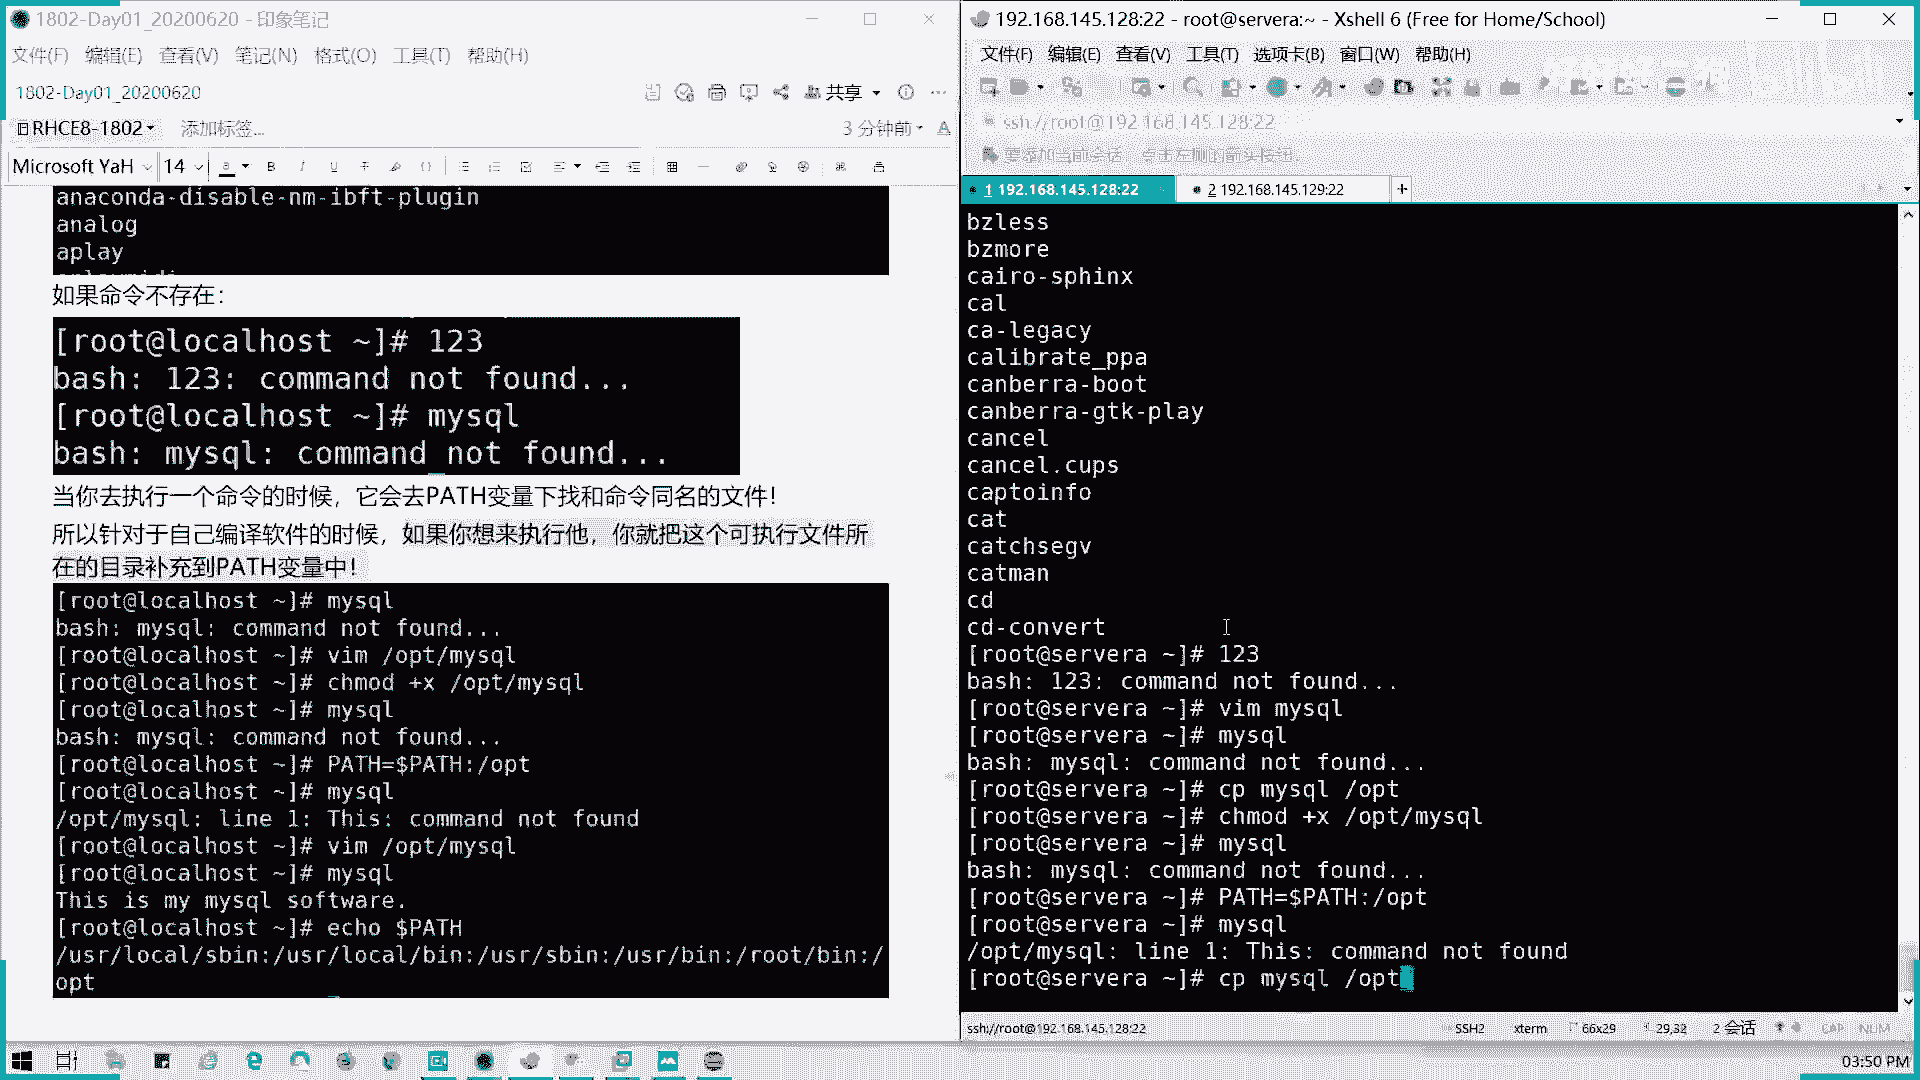 1802-Day01_20200620 - 印象笔记
文件(F) 编辑(E) 查看(V) 笔记(N) 格式(O) 工具(T) 帮助(H)
1802-Day01_20200620
共享
RHCE8-1802 添加标签...
3 分钟前
Microsoft YaH 14
anaconda-disable-nm-ibft-plugin
analog
aplay
如果命令不存在：
[root@localhost ~]# 123
bash: 123: command not found...
[root@localhost ~]# mysql
bash: mysql: command not found...
当你去执行一个命令的时候，它会去PATH变量下找和命令同名的文件！
所以针对于自己编译软件的时候，如果你想来执行他，你就把这个可执行文件所
在的目录补充到PATH变量中！
[root@localhost ~]# mysql
bash: mysql: command not found...
[root@localhost ~]# vim /opt/mysql
[root@localhost ~]# chmod +x /opt/mysql
[root@localhost ~]# mysql
bash: mysql: command not found...
[root@localhost ~]# PATH=$PATH:/opt
[root@localhost ~]# mysql
/opt/mysql: line 1: This: command not found
[root@localhost ~]# vim /opt/mysql
[root@localhost ~]# mysql
This is my mysql software.
[root@localhost ~]# echo $PATH
/usr/local/sbin:/usr/local/bin:/usr/sbin:/usr/bin:/root/bin:/
opt
192.168.145.128:22 - root@servera:~ - Xshell 6 (Free for Home/School)
文件(F) 编辑(E) 查看(V) 工具(T) 选项卡(B) 窗口(W) 帮助(H)
ssh://root@192.168.145.128:22
要添加当前会话，点击左侧的箭头按钮。
1 192.168.145.128:22
2 192.168.145.129:22
bzless
bzmore
cairo-sphinx
cal
ca-legacy
calibrate_ppa
canberra-boot
canberra-gtk-play
cancel
cancel.cups
captoinfo
cat
catchsegv
catman
cd
cd-convert
[root@servera ~]# 123
bash: 123: command not found...
[root@servera ~]# vim mysql
[root@servera ~]# mysql
bash: mysql: command not found...
[root@servera ~]# cp mysql /opt
[root@servera ~]# chmod +x /opt/mysql
[root@servera ~]# mysql
bash: mysql: command not found...
[root@servera ~]# PATH=$PATH:/opt
[root@servera ~]# mysql
/opt/mysql: line 1: This: command not found
[root@servera ~]# cp mysql /opt
ssh://root@192.168.145.128:22
SSH2 xterm 66x29 29,32 2 会话 CAP NUM
03:50 PM